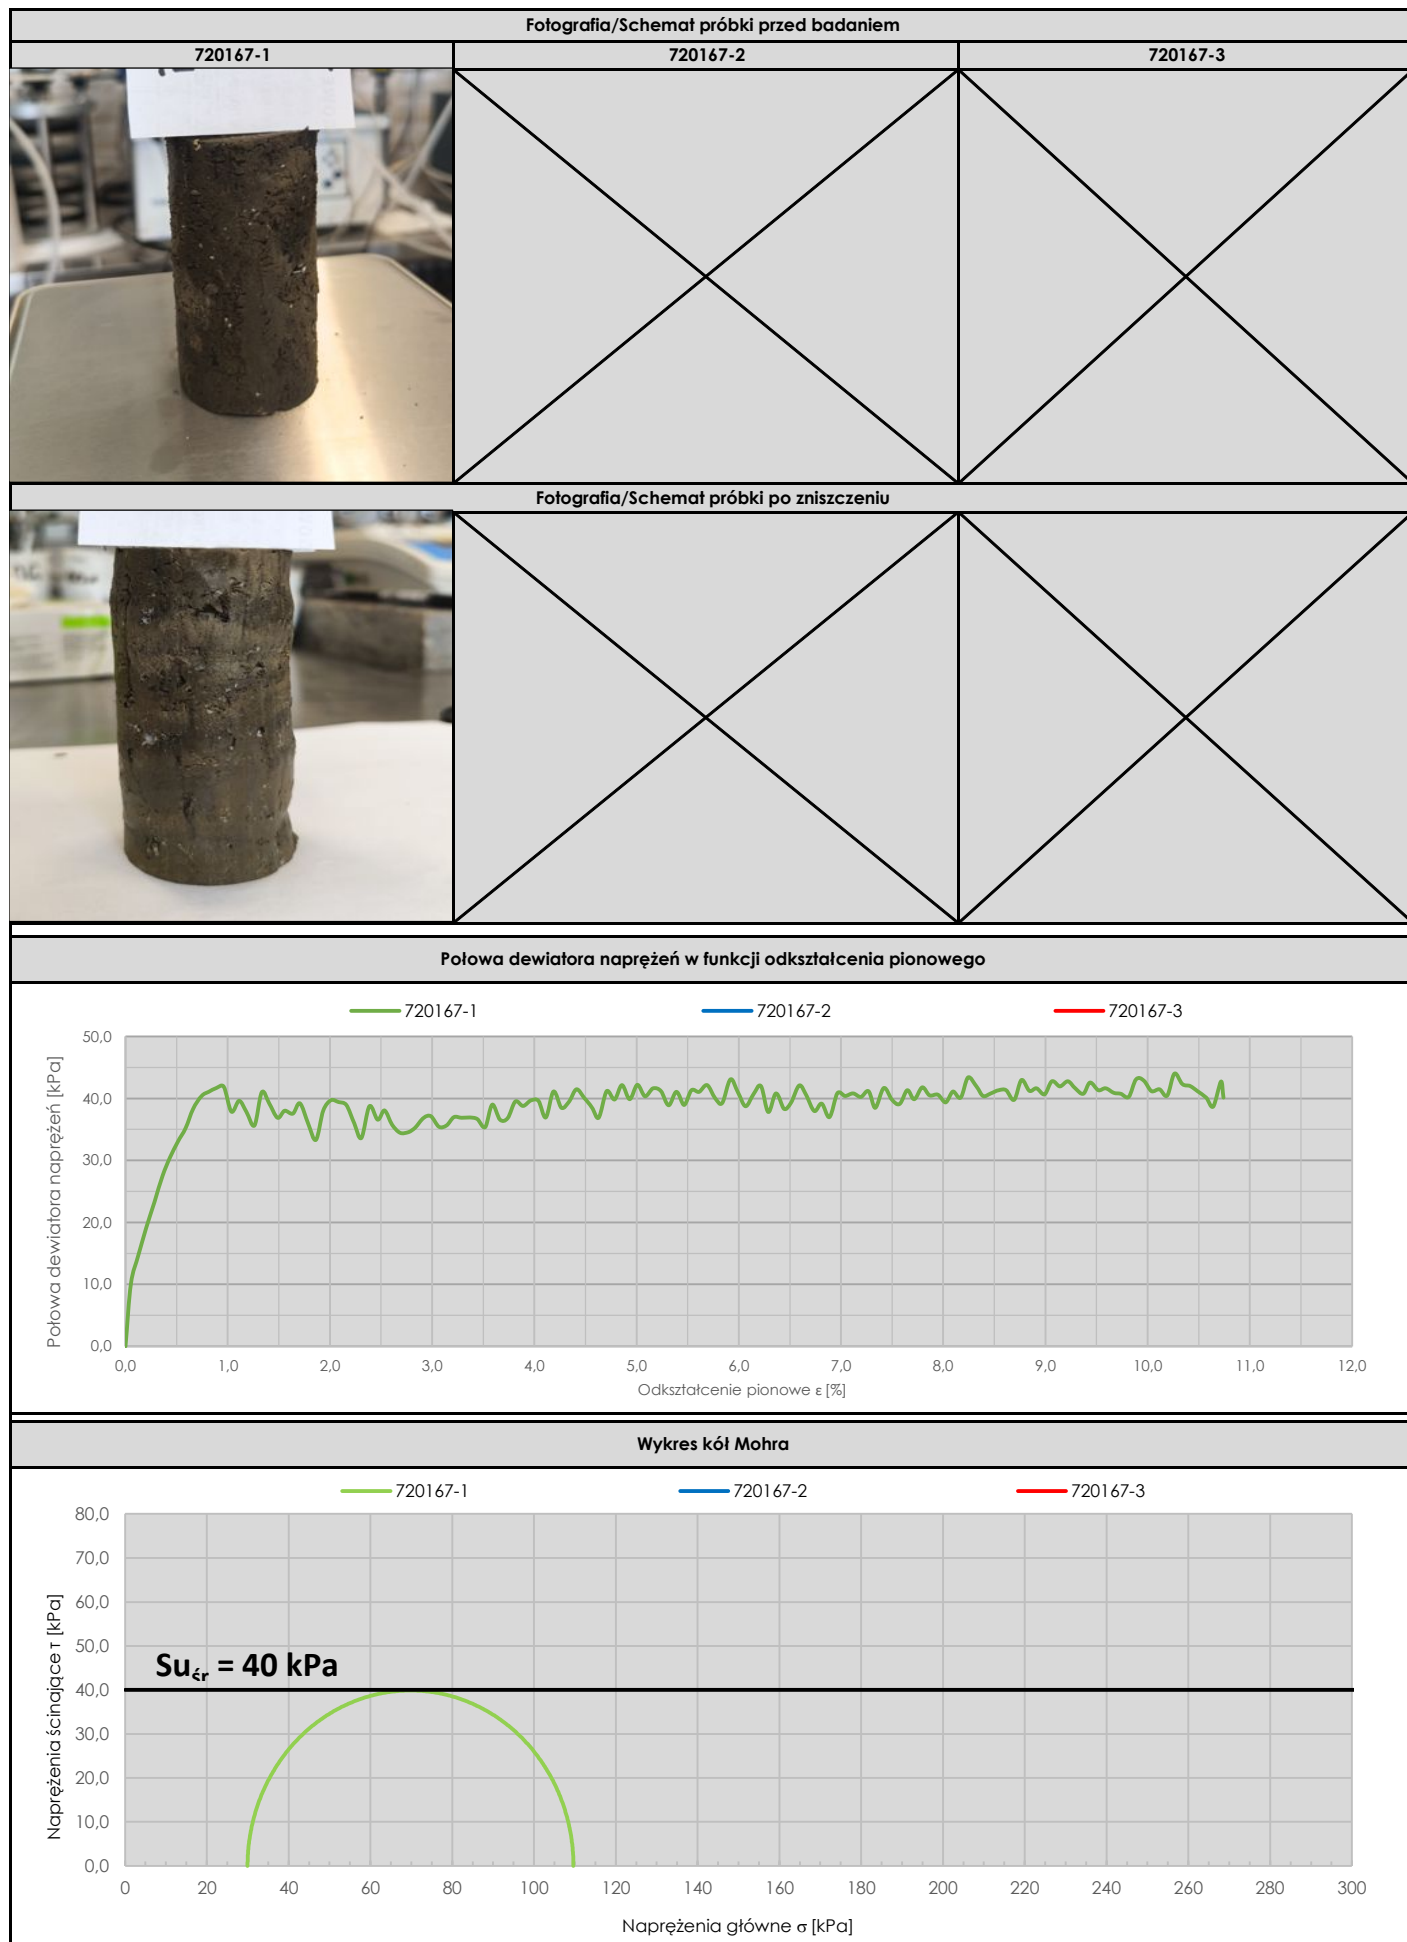 Fotografia/Schemat próbki przed badaniem
720167-1 720167-2 720167-3
Fotografia/Schemat próbki po zniszczeniu
Połowa dewiatora naprężeń w funkcji odkształcenia pionowego
720167-1 720167-2 720167-3
Połowa dewiatora naprężeń [kPa]
50,0
40,0
30,0
20,0
10,0
0,0
0,0 1,0 2,0 3,0 4,0 5,0 6,0 7,0 8,0 9,0 10,0 11,0 12,0
Odkształcenie pionowe ε [%]
Wykres kół Mohra
720167-1 720167-2 720167-3
Naprężenia ścinające τ [kPa]
80,0
70,0
60,0
50,0
Su śr = 40 kPa
40,0
30,0
20,0
10,0
0,0
0 20 40 60 80 100 120 140 160 180 200 220 240 260 280 300
Naprężenia główne σ [kPa]